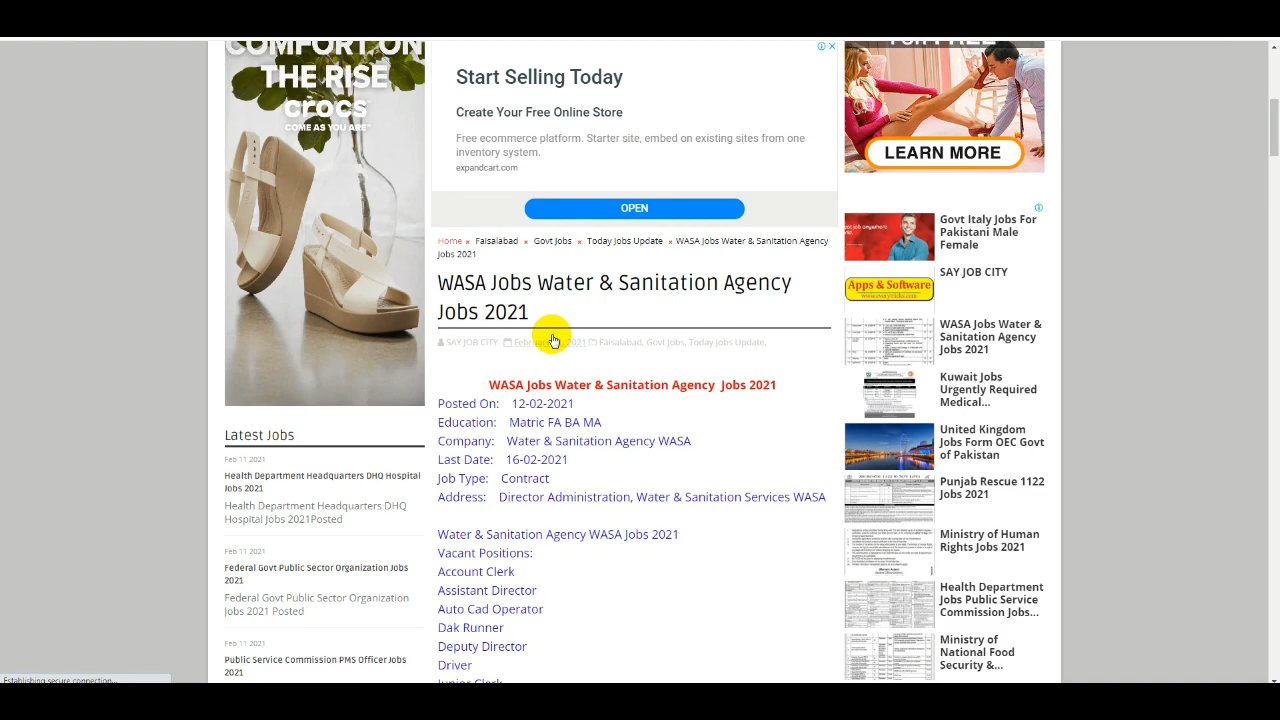 COMFORT ON
THE RISE
crocs
COME AS YOU ARE
Start Selling Today
Create Your Free Online Store
Free ecommerce platform. Starter site, embed on existing sites from one
inventory system.
expandcart.com
OPEN
FOR FREE
LEARN MORE
Home » Faisalabad » Govt Jobs » Today Jobs Update » WASA Jobs Water & Sanitation Agency
Jobs 2021
WASA Jobs Water & Sanitation Agency
Jobs 2021
2021 Govt Jobs, Today Jobs Update,
WASA Jobs Water & Sanitation Agency Jobs 2021
Posted On: 12-02-2021
Education: Matric FA BA MA
Company: Water & Sanitation Agency WASA
Last Date: 16-02-2021
Job Type: Contract
Director Admin Water & Sanitation Services WASA
Water & Sanitation Agency WASA
Vacant Positions:
Clerk
Assistant Director
Auto Cad Operator
Data Runner
Deputy Director
Latest Jobs
Feb 11 2021
Health Department Headquarters DHQ Hospital
Jobs 2021
Health Department Headquarters DHQ
Hospital Jobs 2021Posted
Feb 11 2021
Federal Govt Public Sector Organization Jobs
2021
Federal Govt Public Sector Organization
Jobs 2021 Posted
Feb 11 2021
Public Service Commission PMS Officer Jobs
2021
Govt Italy Jobs For
Pakistani Male
Female
SAY JOB CITY
Apps & Software
WASA Jobs Water &
Sanitation Agency
Jobs 2021
Kuwait Jobs
Urgently Required
Medical...
United Kingdom
Jobs Form OEC Govt
of Pakistan
Punjab Rescue 1122
Jobs 2021
Ministry of Human
Rights Jobs 2021
Health Department
Jobs Public Service
Commission Jobs...
Ministry of
National Food
Security &...
Establishing secure connection...